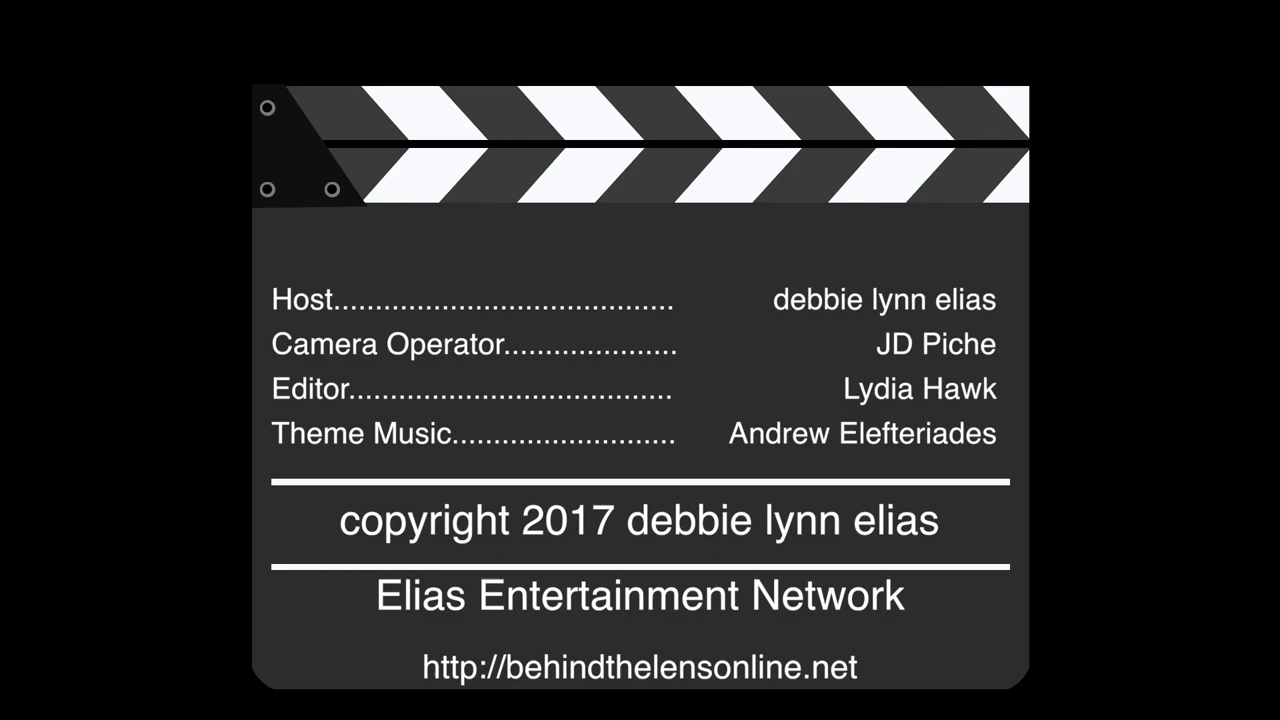 Host......................................... debbie lynn elias
Camera Operator..................... JD Piche
Editor....................................... Lydia Hawk
Theme Music........................... Andrew Elefteriades
copyright 2017 debbie lynn elias
Elias Entertainment Network
http://behindthelensonline.net